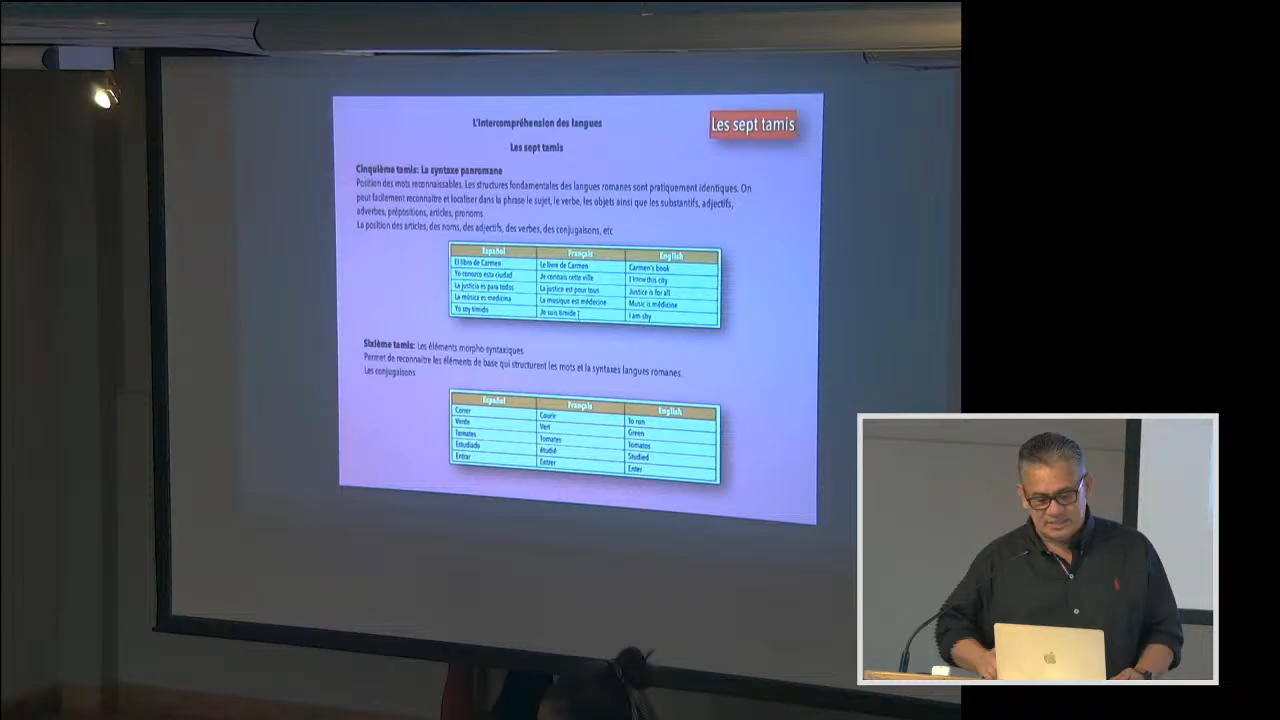 L'intercompréhension des langues
Les sept tamis
Les sept tamis
Cinquième tamis: La syntaxe panromane
Position des mots reconnaissables. Les structures fondamentales des langues romanes sont pratiquement identiques. On
peut facilement reconnaître et localiser dans la phrase le sujet, le verbe, les objets ainsi que les substantifs, adjectifs,
adverbes, prépositions, articles, pronoms.
La position des articles, des noms, des adjectifs, des verbes, des conjugaisons, etc
Español Français English
El libro de Carmen Le livre de Carmen Carmen's book
Yo conozco esta ciudad Je connais cette ville I know this city
La justicia es para todos La justice est pour tous Justice is for all
La música es medicina La musique est médecine Music is médicine
Yo soy timido Je suis timide I am shy
Sixième tamis: Les éléments morpho-syntaxiques
Permet de reconnaitre les éléments de base qui structurent les mots et la syntaxes langues romanes.
Les conjugaisons
Español Français English
Correr Courir To run
Verde Vert Green
Tomates Tomates Tomatos
Estudiado étudié Studied
Entrar Entrer Enter